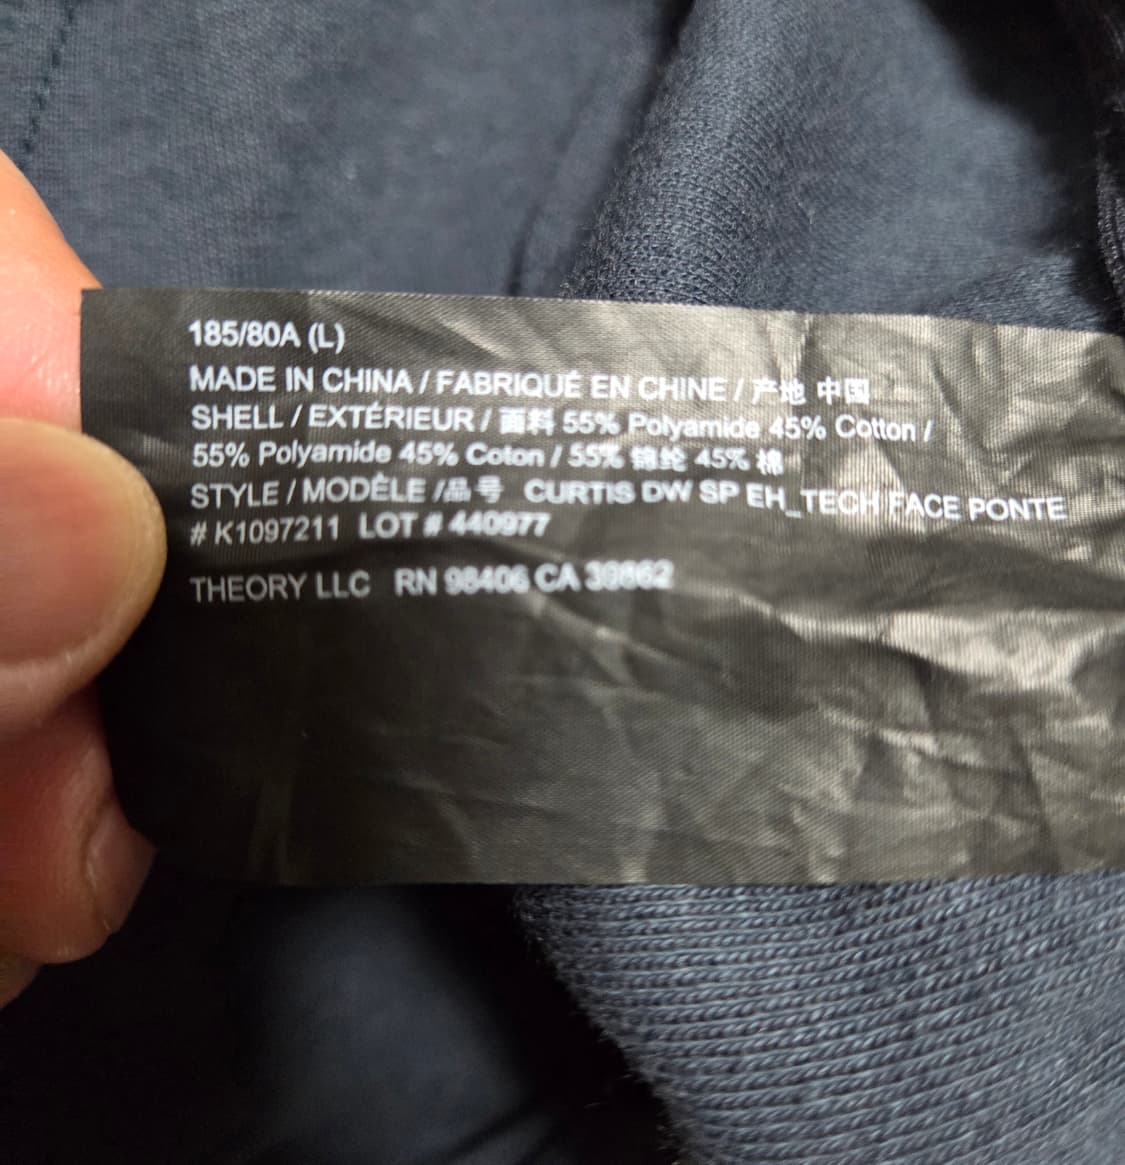 185/80A (L)
MADE IN CHINA / FABRIQUÉ EN CHINE / 产地 中国
SHELL / EXTÉRIEUR / 面料 55% Polyamide 45% Cotton /
55% Polyamide 45% Coton / 55% 锦纶 45% 棉
STYLE / MODÈLE /品号 CURTIS DW SP EH_TECH FACE PONTE
# K1097211 LOT # 440977
THEORY LLC RN 98406 CA 39862